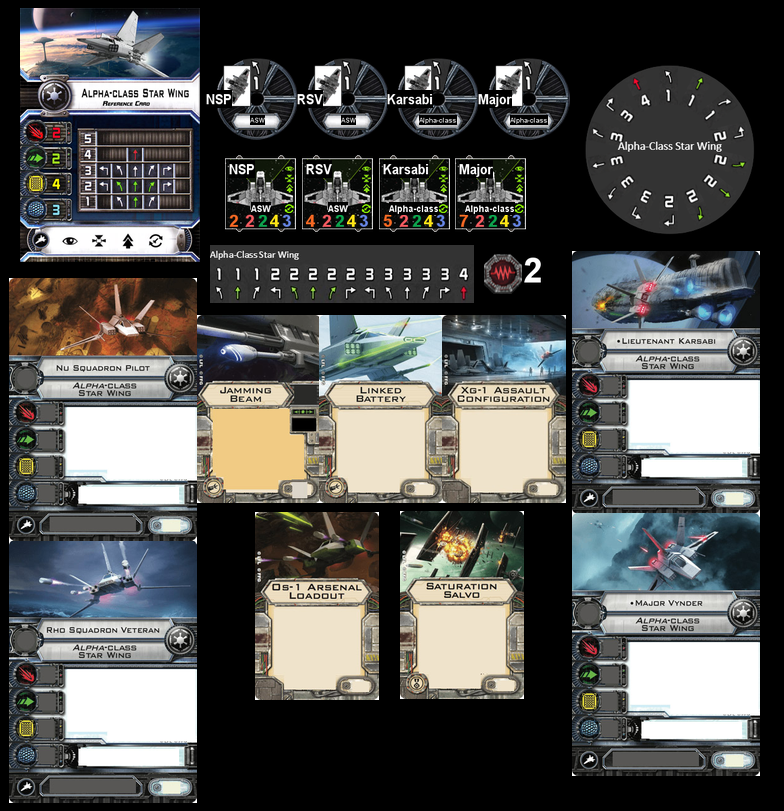 Alpha-class Star Wing
Reference Card
2
2
4
3
5
4
3
2
1
NSP
1
ASW
RSV
1
ASW
Karsabi
1
Alpha-class
Major
1
Alpha-class
NSP
ASW
2 2 2 4 3
RSV
ASW
4 2 2 4 3
Karsabi
Alpha-class
5 2 2 4 3
Major
Alpha-class
7 2 2 4 3
Alpha-Class Star Wing
1 1 1 2 2 2 2 2 3 3 3 3 3 4
Alpha-Class Star Wing
1 1 1 2 2 2 2 2 3 3 3 3 3 4
2
Nu Squadron Pilot
Alpha-class
Star Wing
Jamming
Beam
Linked
Battery
Xg-1 Assault
Configuration
•Lieutenant Karsabi
Alpha-class
Star Wing
Rho Squadron Veteran
Alpha-class
Star Wing
Os-1 Arsenal
Loadout
Saturation
Salvo
•Major Vynder
Alpha-class
Star Wing